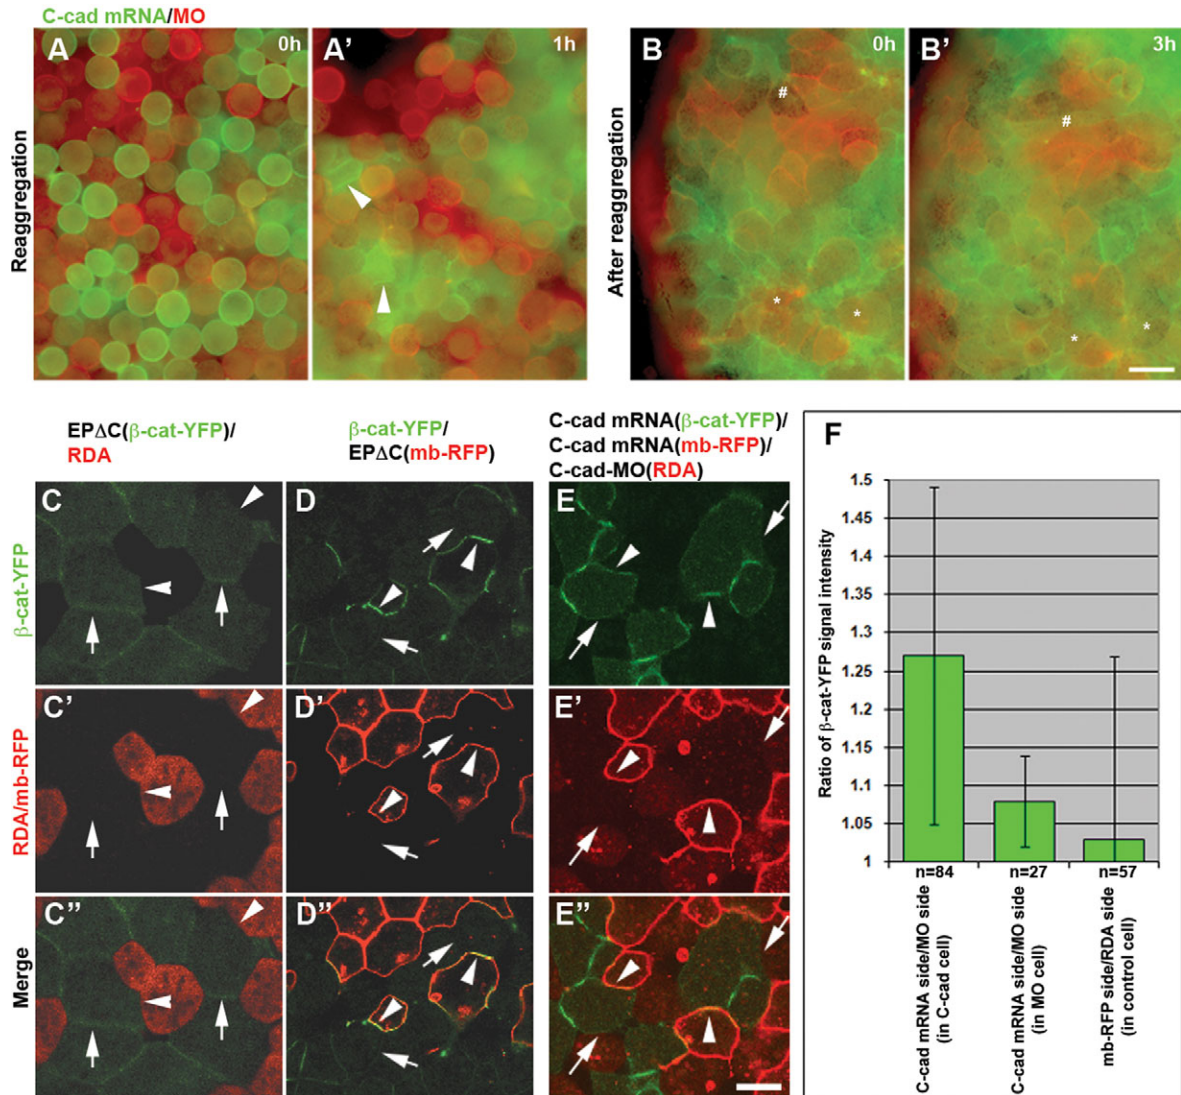 C-cad mRNA/MO
A
0h
A'
1h
B
0h
B'
3h
Reaggregation
After reaggregation
#
#
*
*
*
*
EPΔC(β-cat-YFP)/
RDA
β-cat-YFP/
EPΔC(mb-RFP)
C-cad mRNA(β-cat-YFP)/
C-cad mRNA(mb-RFP)/
C-cad-MO(RDA)
C
D
E
β-cat-YFP
C'
D'
E'
RDA/mb-RFP
C"
D"
E"
Merge
F
Ratio of β-cat-YFP signal intensity
1.5
1.45
1.4
1.35
1.3
1.25
1.2
1.15
1.1
1.05
1
n=84
n=27
n=57
C-cad mRNA side/MO side
(in C-cad cell)
C-cad mRNA side/MO side
(in MO cell)
mb-RFP side/RDA side
(in control cell)